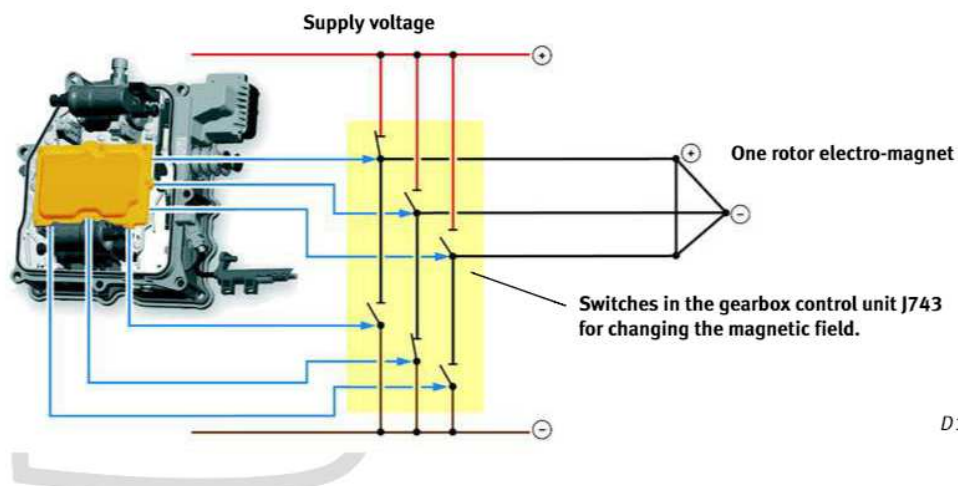 Supply voltage
+
+
One rotor electro-magnet
−
Switches in the gearbox control unit J743
for changing the magnetic field.
−